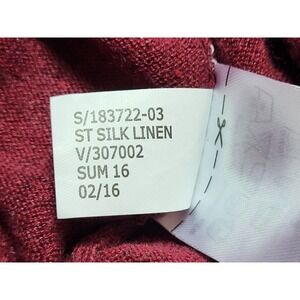 S/183722-03
ST SILK LINEN
V/307002
SUM 16
02/16